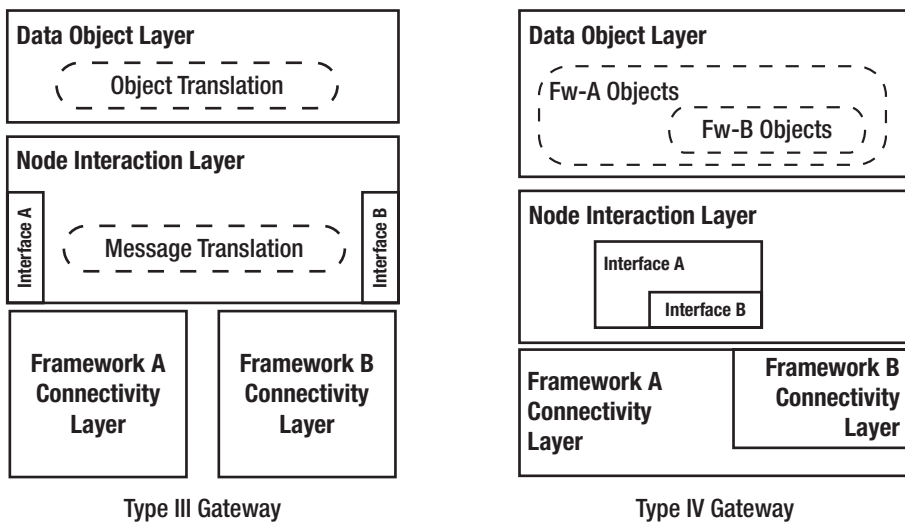 Data Object Layer
Object Translation
Node Interaction Layer
Interface A
Message Translation
Interface B
Framework A
Connectivity
Layer
Framework B
Connectivity
Layer
Type III Gateway
Data Object Layer
Fw-A Objects
Fw-B Objects
Node Interaction Layer
Interface A
Interface B
Framework A
Connectivity
Layer
Framework B
Connectivity
Layer
Type IV Gateway